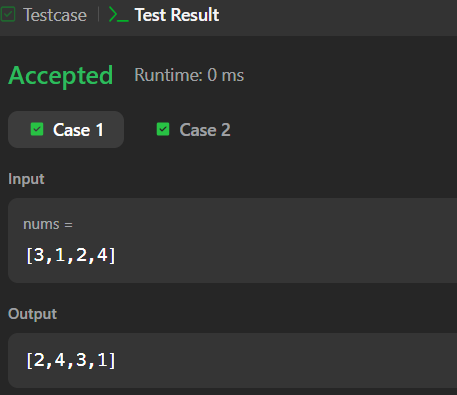 Testcase | Test Result
Accepted Runtime: 0 ms
Case 1 Case 2
Input
nums =
[3,1,2,4]
Output
[2,4,3,1]